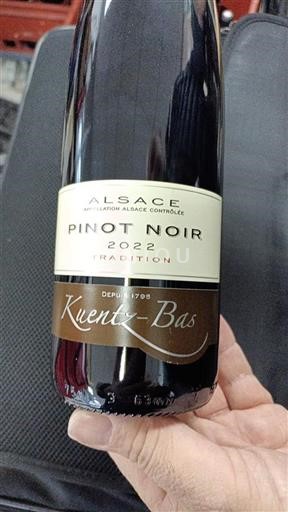 ALSACE
APPELLATION ALSACE CONTRÔLÉE
PINOT NOIR
2022
TRADITION
DEPUIS 1795
Kuentz-Bas